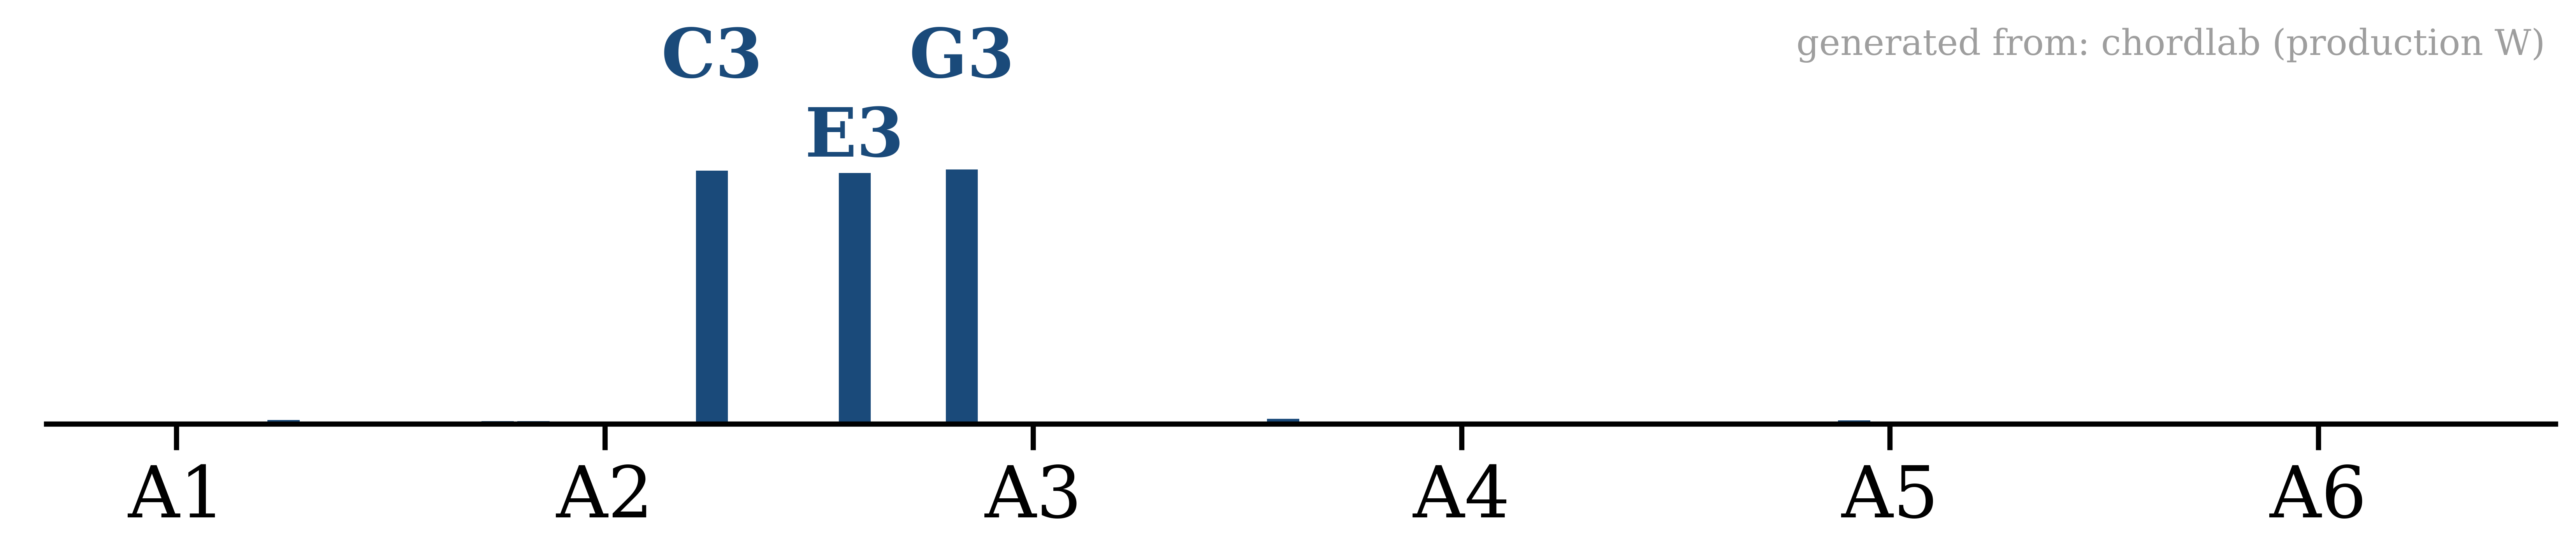 C3 G3 generated from: chordlab (production W)
E3
A1 A2 A3 A4 A5 A6